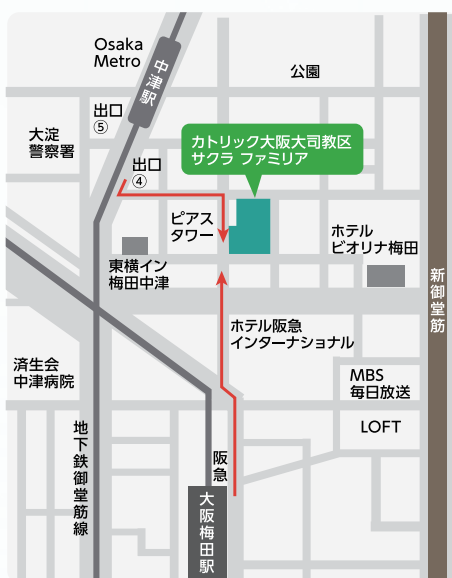 Osaka
Metro
中津駅
公園
出口
⑤
大淀
警察署
カトリック大阪大司教区
サクラ ファミリア
出口
④
ピアス
タワー
ホテル
ビオリナ梅田
東横イン
梅田中津
新御堂筋
ホテル阪急
インターナショナル
済生会
中津病院
MBS
毎日放送
LOFT
地下鉄御堂筋線
阪急
大阪梅田駅